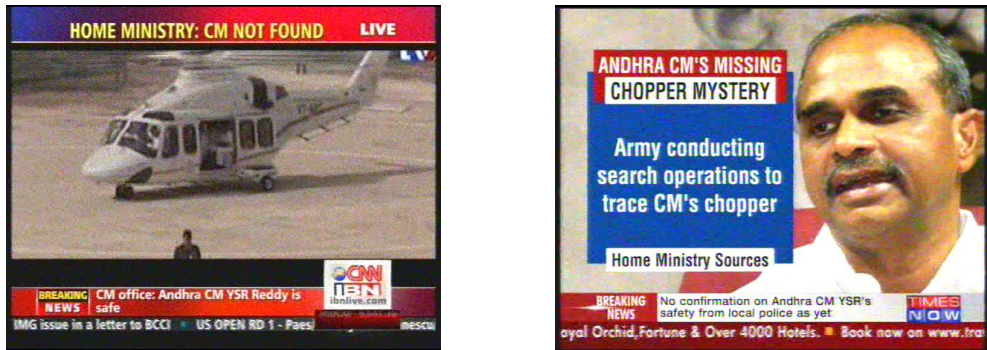 HOME MINISTRY: CM NOT FOUND
LIVE
CNN
IBN
ibnlive.com
BREAKING
NEWS
CM office: Andhra CM YSR Reddy is
safe
IMG issue in a letter to BCCI US OPEN RD 1 - Paes
ANDHRA CM'S MISSING
CHOPPER MYSTERY
Army conducting
search operations to
trace CM's chopper
Home Ministry Sources
BREAKING
NEWS
No confirmation on Andhra CM YSR's
safety from local police as yet
TIMES
NOW
oyal Orchid,Fortune & Over 4000 Hotels. Book now on www.tra